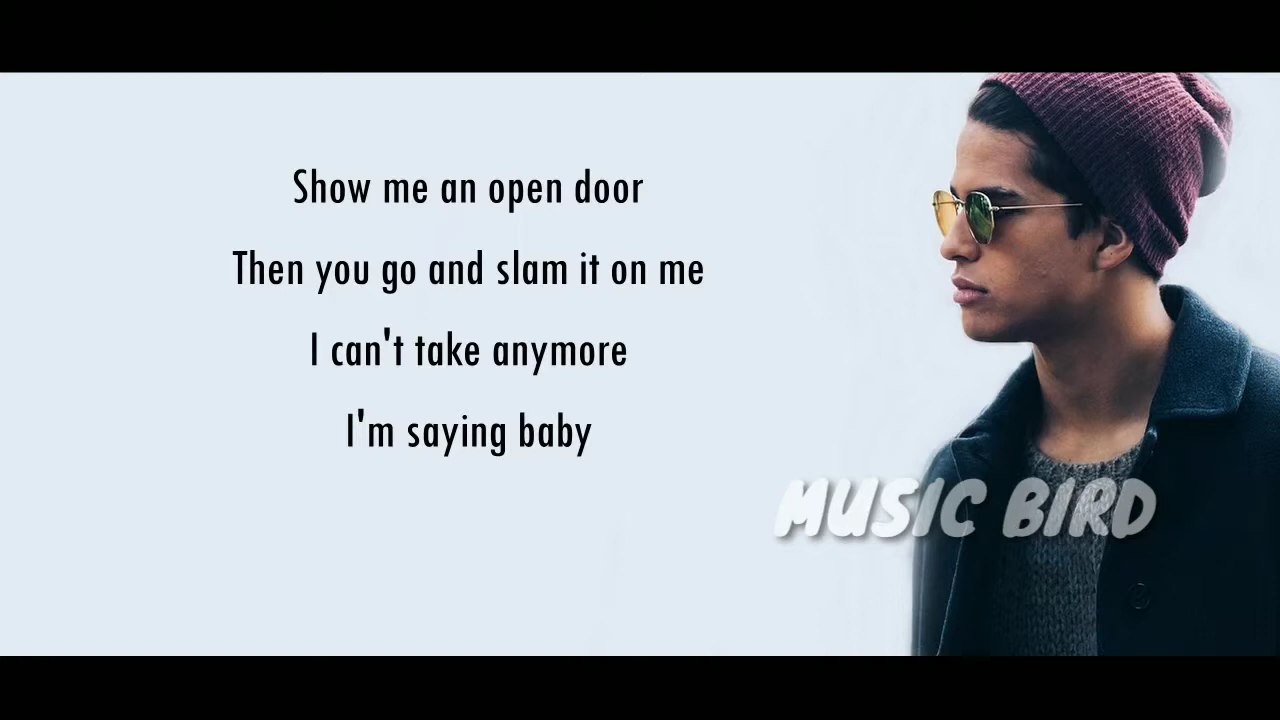 Show me an open door
Then you go and slam it on me
I can't take anymore
I'm saying baby
MUSIC BIRD